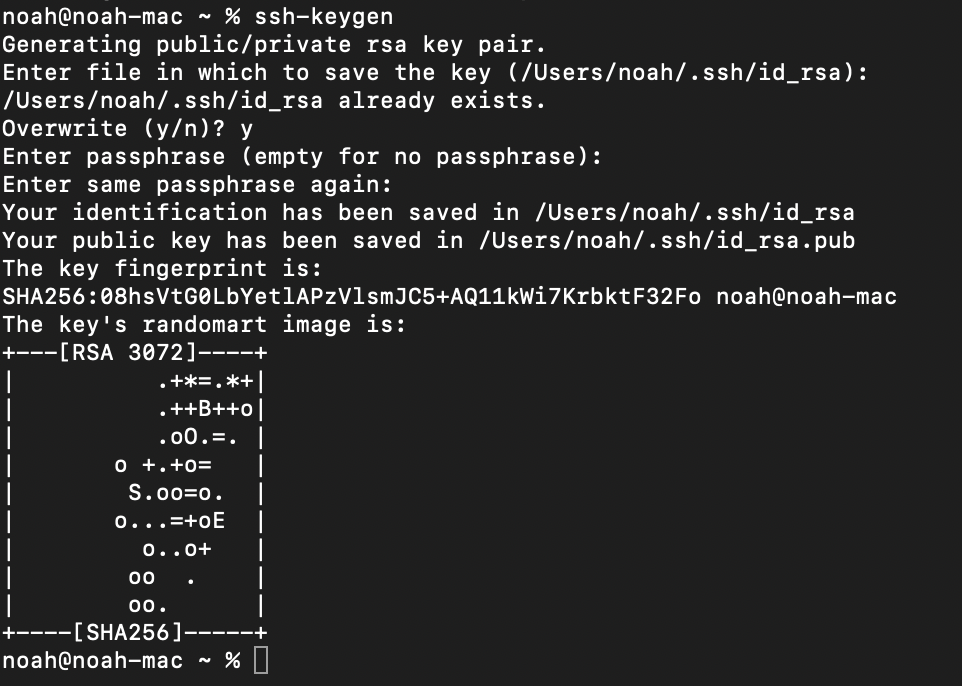 noah@noah-mac ~ % ssh-keygen
Generating public/private rsa key pair.
Enter file in which to save the key (/Users/noah/.ssh/id_rsa):
/Users/noah/.ssh/id_rsa already exists.
Overwrite (y/n)? y
Enter passphrase (empty for no passphrase):
Enter same passphrase again:
Your identification has been saved in /Users/noah/.ssh/id_rsa
Your public key has been saved in /Users/noah/.ssh/id_rsa.pub
The key fingerprint is:
SHA256:08hsVtG0LbYetlAPzVlsmJC5+AQ11kWi7KrbktF32Fo noah@noah-mac
The key's randomart image is:
+---[RSA 3072]----+
|           .+*=.*+|
|           .++B++o|
|           .oO.=. |
|        o +.+o=   |
|         S.oo=o.  |
|        o...=+oE  |
|          o..o+   |
|         oo  .    |
|         oo.      |
+----[SHA256]-----+
noah@noah-mac ~ %